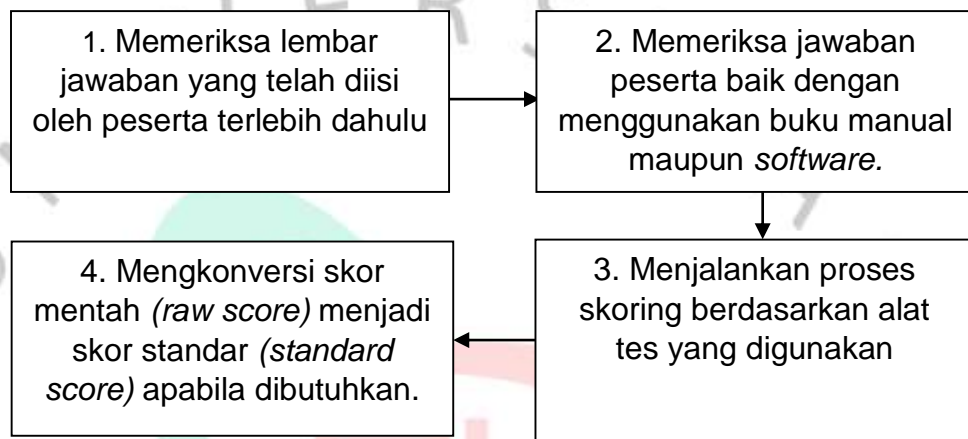 1. Memeriksa lembar
jawaban yang telah diisi
oleh peserta terlebih dahulu
2. Memeriksa jawaban
peserta baik dengan
menggunakan buku manual
maupun software.
3. Menjalankan proses
skoring berdasarkan alat
tes yang digunakan
4. Mengkonversi skor
mentah (raw score) menjadi
skor standar (standard
score) apabila dibutuhkan.